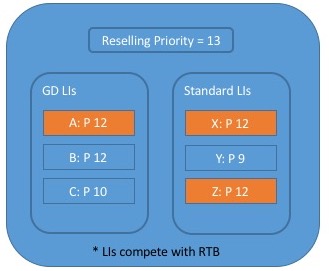 Reselling Priority = 13
GD LIs
A: P 12
B: P 12
C: P 10
Standard LIs
X: P 12
Y: P 9
Z: P 12
* LIs compete with RTB